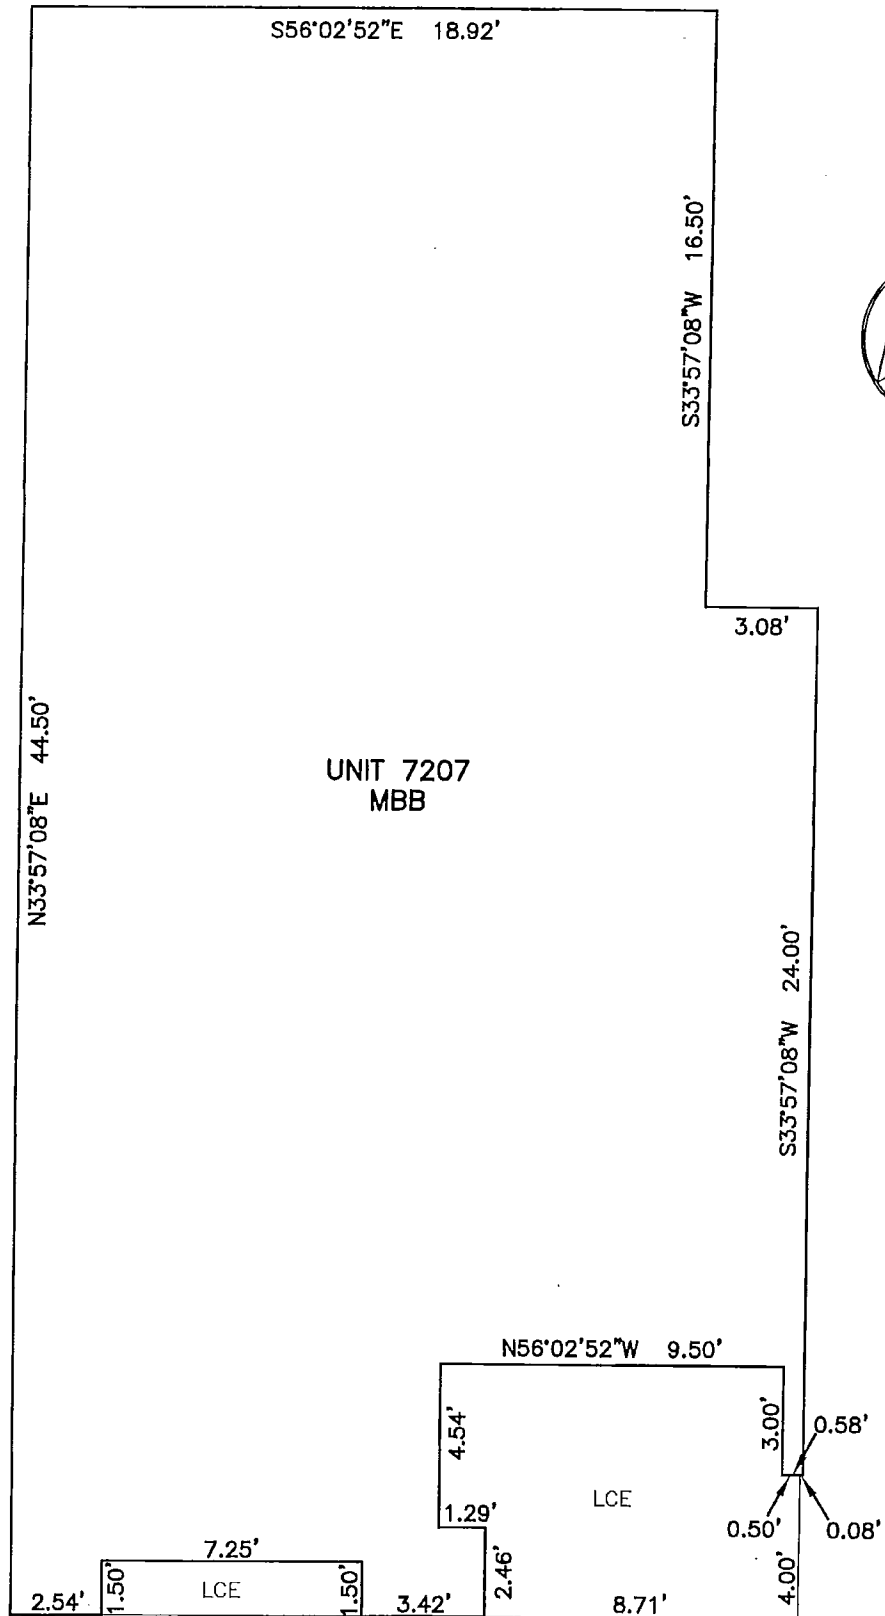 S56°02'52"E 18.92'
S33°57'08"W 16.50'
3.08'
N33°57'08"E 44.50'
UNIT 7207
MBB
S33°57'08"W 24.00'
N56°02'52"W 9.50'
4.54'
3.00'
0.58'
LCE
1.29'
0.50'
0.08'
7.25'
2.46'
4.00'
1.50'
LCE
1.50'
2.54'
3.42'
8.71'